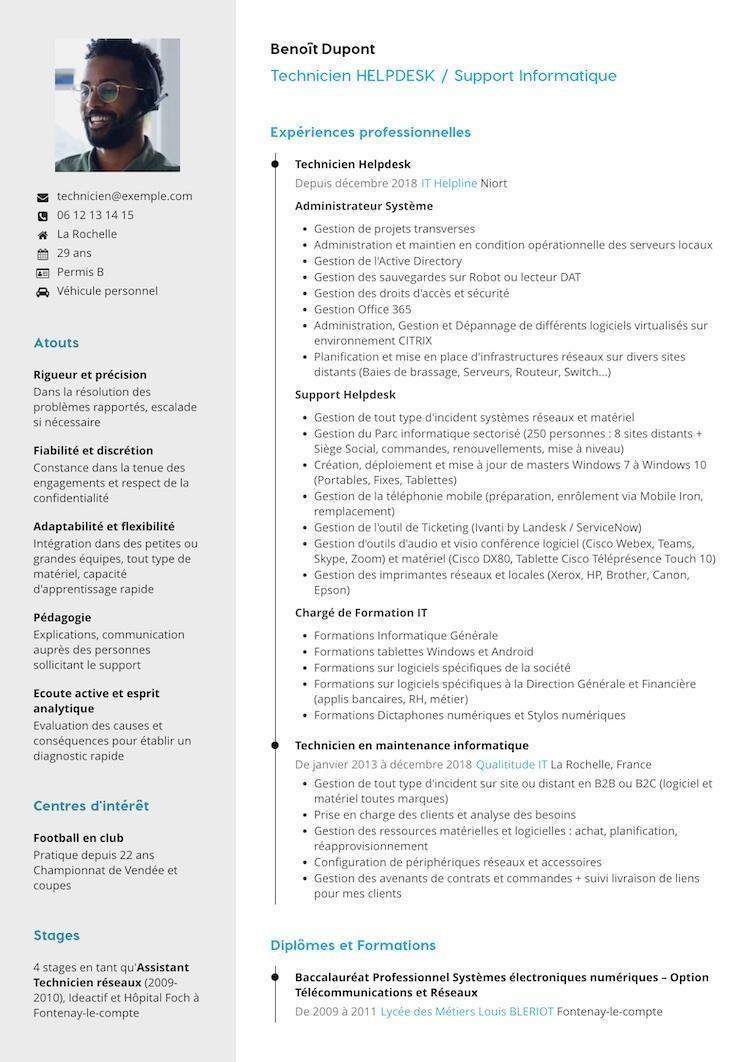 technicien@exemple.com
06 12 13 14 15
La Rochelle
29 ans
Permis B
Véhicule personnel
Atouts
Rigueur et précision
Dans la résolution des
problèmes rapportés, escalade
si nécessaire
Fiabilité et discrétion
Constance dans la tenue des
engagements et respect de la
confidentialité
Adaptabilité et flexibilité
Intégration dans des petites ou
grandes équipes, tout type de
matériel, capacité
d'apprentissage rapide
Pédagogie
Explications, communication
auprès des personnes
sollicitant le support
Ecoute active et esprit
analytique
Evaluation des causes et
conséquences pour établir un
diagnostic rapide
Centres d'intérêt
Football en club
Pratique depuis 22 ans
Championnat de Vendée et
coupes
Stages
4 stages en tant qu'Assistant
Technicien réseaux (2009-
2010), Ideactif et Hôpital Foch à
Fontenay-le-compte
Benoît Dupont
Technicien HELPDESK / Support Informatique
Expériences professionnelles
Technicien Helpdesk
Depuis décembre 2018 IT Helpline Niort
Administrateur Système
• Gestion de projets transverses
• Administration et maintien en condition opérationnelle des serveurs locaux
• Gestion de l'Active Directory
• Gestion des sauvegardes sur Robot ou lecteur DAT
• Gestion des droits d'accès et sécurité
• Gestion Office 365
• Administration, Gestion et Dépannage de différents logiciels virtualisés sur
environnement CITRIX
• Planification et mise en place d'infrastructures réseaux sur divers sites
distants (Baies de brassage, Serveurs, Routeur, Switch...)
Support Helpdesk
• Gestion de tout type d'incident systèmes réseaux et matériel
• Gestion du Parc informatique sectorisé (250 personnes : 8 sites distants +
Siège Social, commandes, renouvellements, mise à niveau)
• Création, déploiement et mise à jour de masters Windows 7 à Windows 10
(Portables, Fixes, Tablettes)
• Gestion de la téléphonie mobile (préparation, enrôlement via Mobile Iron,
remplacement)
• Gestion de l'outil de Ticketing (Ivanti by Landesk / ServiceNow)
• Gestion d'outils d'audio et visio conférence logiciel (Cisco Webex, Teams,
Skype, Zoom) et matériel (Cisco DX80, Tablette Cisco Téléprésence Touch 10)
• Gestion des imprimantes réseaux et locales (Xerox, HP, Brother, Canon,
Epson)
Chargé de Formation IT
• Formations Informatique Générale
• Formations tablettes Windows et Android
• Formations sur logiciels spécifiques de la société
• Formations sur logiciels spécifiques à la Direction Générale et Financière
(applis bancaires, RH, métier)
• Formations Dictaphones numériques et Stylos numériques
Technicien en maintenance informatique
De janvier 2013 à décembre 2018 Qualititude IT La Rochelle, France
• Gestion de tout type d'incident sur site ou distant en B2B ou B2C (logiciel et
matériel toutes marques)
• Prise en charge des clients et analyse des besoins
• Gestion des ressources matérielles et logicielles : achat, planification,
réapprovisionnement
• Configuration de périphériques réseaux et accessoires
• Gestion des avenants de contrats et commandes + suivi livraison de liens
pour mes clients
Diplômes et Formations
Baccalauréat Professionnel Systèmes électroniques numériques – Option
Télécommunications et Réseaux
De 2009 à 2011 Lycée des Métiers Louis BLERIOT Fontenay-le-compte